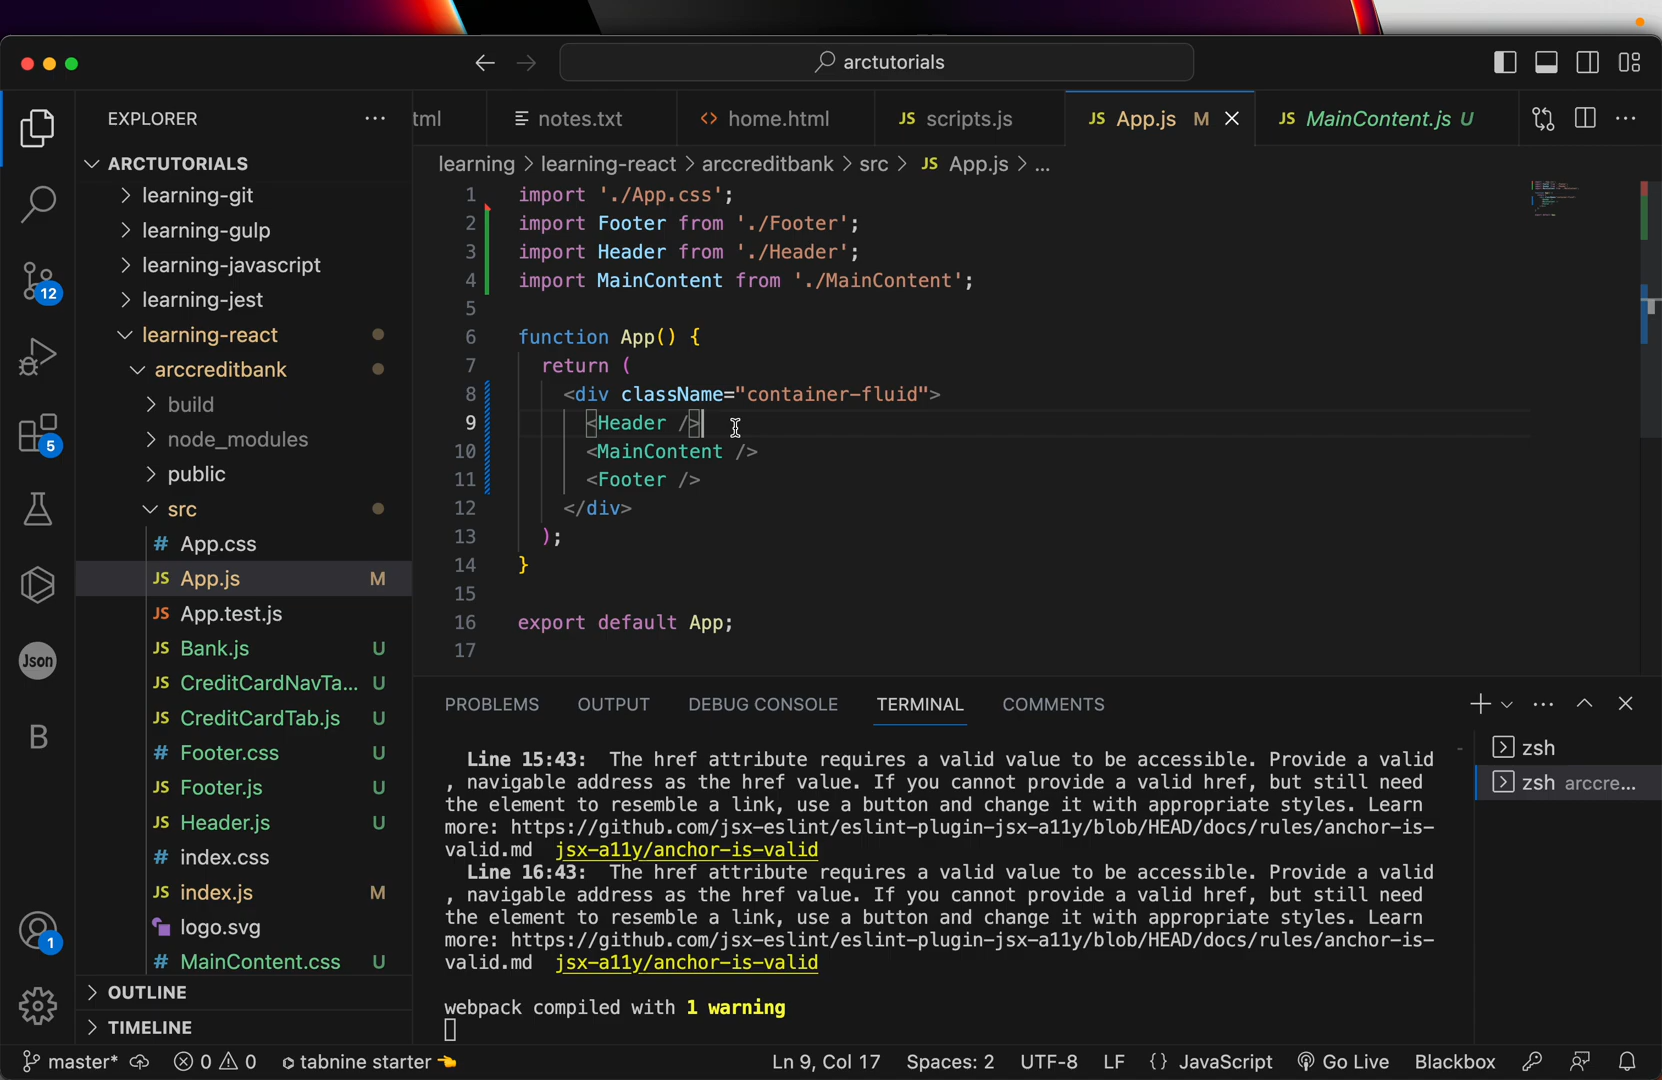 arctutorials
EXPLORER
tml
notes.txt
home.html
JS scripts.js
JS App.js M
JS MainContent.js U
ARCTUTORIALS
learning > learning-react > arccreditbank > src > JS App.js > ...
learning-git
learning-gulp
learning-javascript
learning-jest
learning-react
arccreditbank
build
node_modules
public
src
# App.css
JS App.js M
JS App.test.js
JS Bank.js U
JS CreditCardNavTa... U
JS CreditCardTab.js U
# Footer.css U
JS Footer.js U
JS Header.js U
# index.css
JS index.js M
logo.svg
# MainContent.css U
OUTLINE
TIMELINE
12
5
Json
B
1
1 import './App.css';
2 import Footer from './Footer';
3 import Header from './Header';
4 import MainContent from './MainContent';
5
6 function App() {
7 return (
8 <div className="container-fluid">
9 <Header />
10 <MainContent />
11 <Footer />
12 </div>
13 );
14 }
15
16 export default App;
17
PROBLEMS OUTPUT DEBUG CONSOLE TERMINAL COMMENTS
Line 15:43: The href attribute requires a valid value to be accessible. Provide a valid
, navigable address as the href value. If you cannot provide a valid href, but still need
the element to resemble a link, use a button and change it with appropriate styles. Learn
more: https://github.com/jsx-eslint/eslint-plugin-jsx-a11y/blob/HEAD/docs/rules/anchor-is-
valid.md jsx-a11y/anchor-is-valid
Line 16:43: The href attribute requires a valid value to be accessible. Provide a valid
, navigable address as the href value. If you cannot provide a valid href, but still need
the element to resemble a link, use a button and change it with appropriate styles. Learn
more: https://github.com/jsx-eslint/eslint-plugin-jsx-a11y/blob/HEAD/docs/rules/anchor-is-
valid.md jsx-a11y/anchor-is-valid
webpack compiled with 1 warning
zsh
zsh arccre...
master* 0 0 tabnine starter Ln 9, Col 17 Spaces: 2 UTF-8 LF {} JavaScript Go Live Blackbox